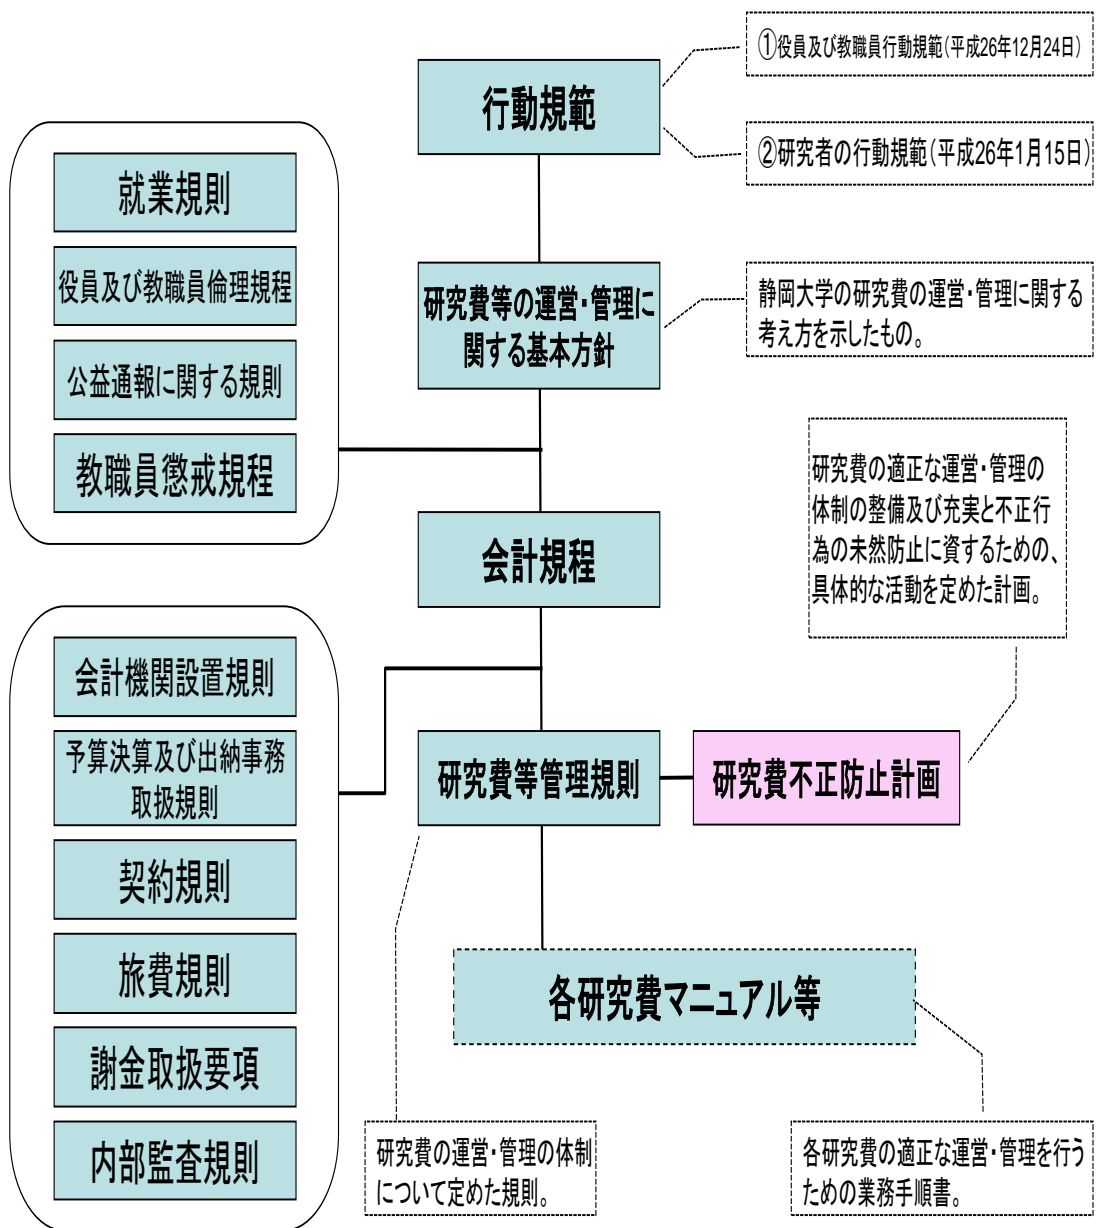 ①役員及び教職員行動規範(平成26年12月24日)
行動規範
②研究者の行動規範(平成26年1月15日)
就業規則
役員及び教職員倫理規程
公益通報に関する規則
教職員懲戒規程
研究費等の運営・管理に
関する基本方針
静岡大学の研究費の運営・管理に関する
考え方を示したもの。
研究費の適正な運営・管理の
体制の整備及び充実と不正行
為の未然防止に資するための、
具体的な活動を定めた計画。
会計規程
会計機関設置規則
予算決算及び出納事務
取扱規則
契約規則
旅費規則
謝金取扱要項
内部監査規則
研究費等管理規則
研究費不正防止計画
各研究費マニュアル等
研究費の運営・管理の体制
について定めた規則。
各研究費の適正な運営・管理を行う
ための業務手順書。